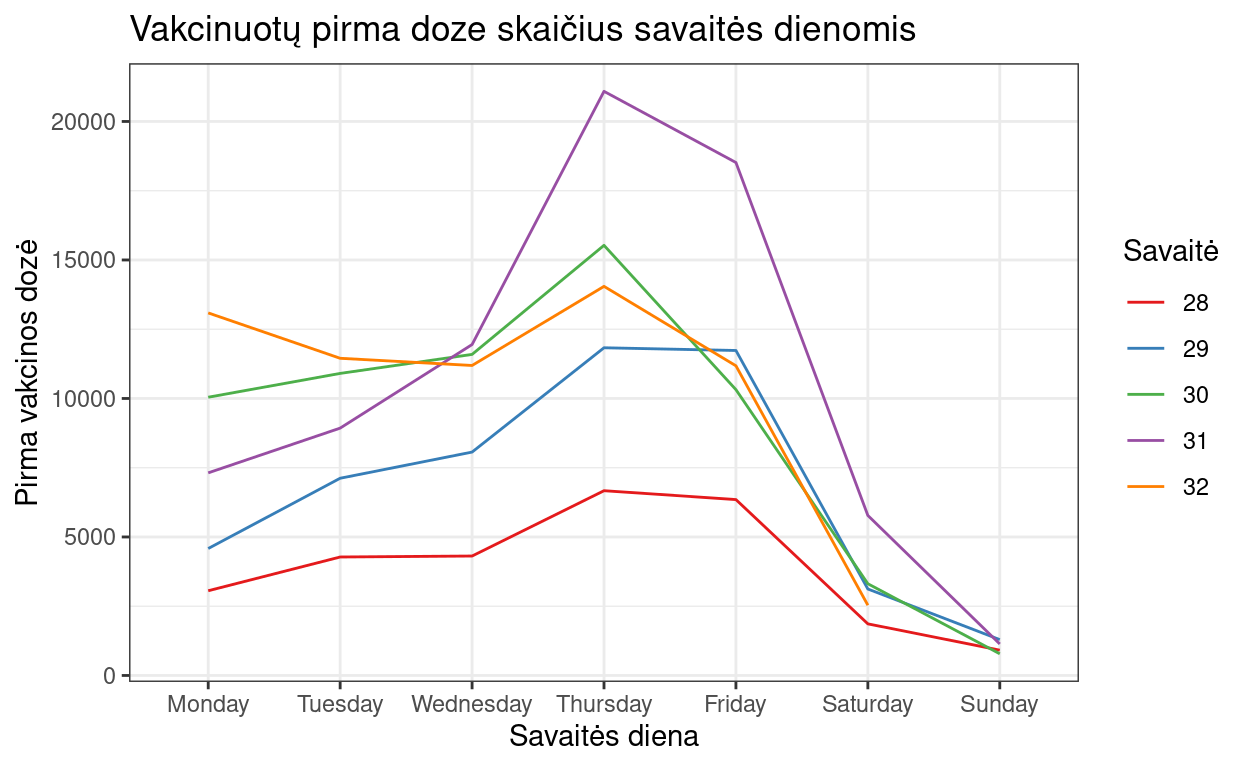 Vakcinuotų pirma doze skaičius savaitės dienomis
Pirma vakcinos dozė
20000
15000
10000
5000
0
Monday Tuesday Wednesday Thursday Friday Saturday Sunday
Savaitės diena
Savaitė
28
29
30
31
32